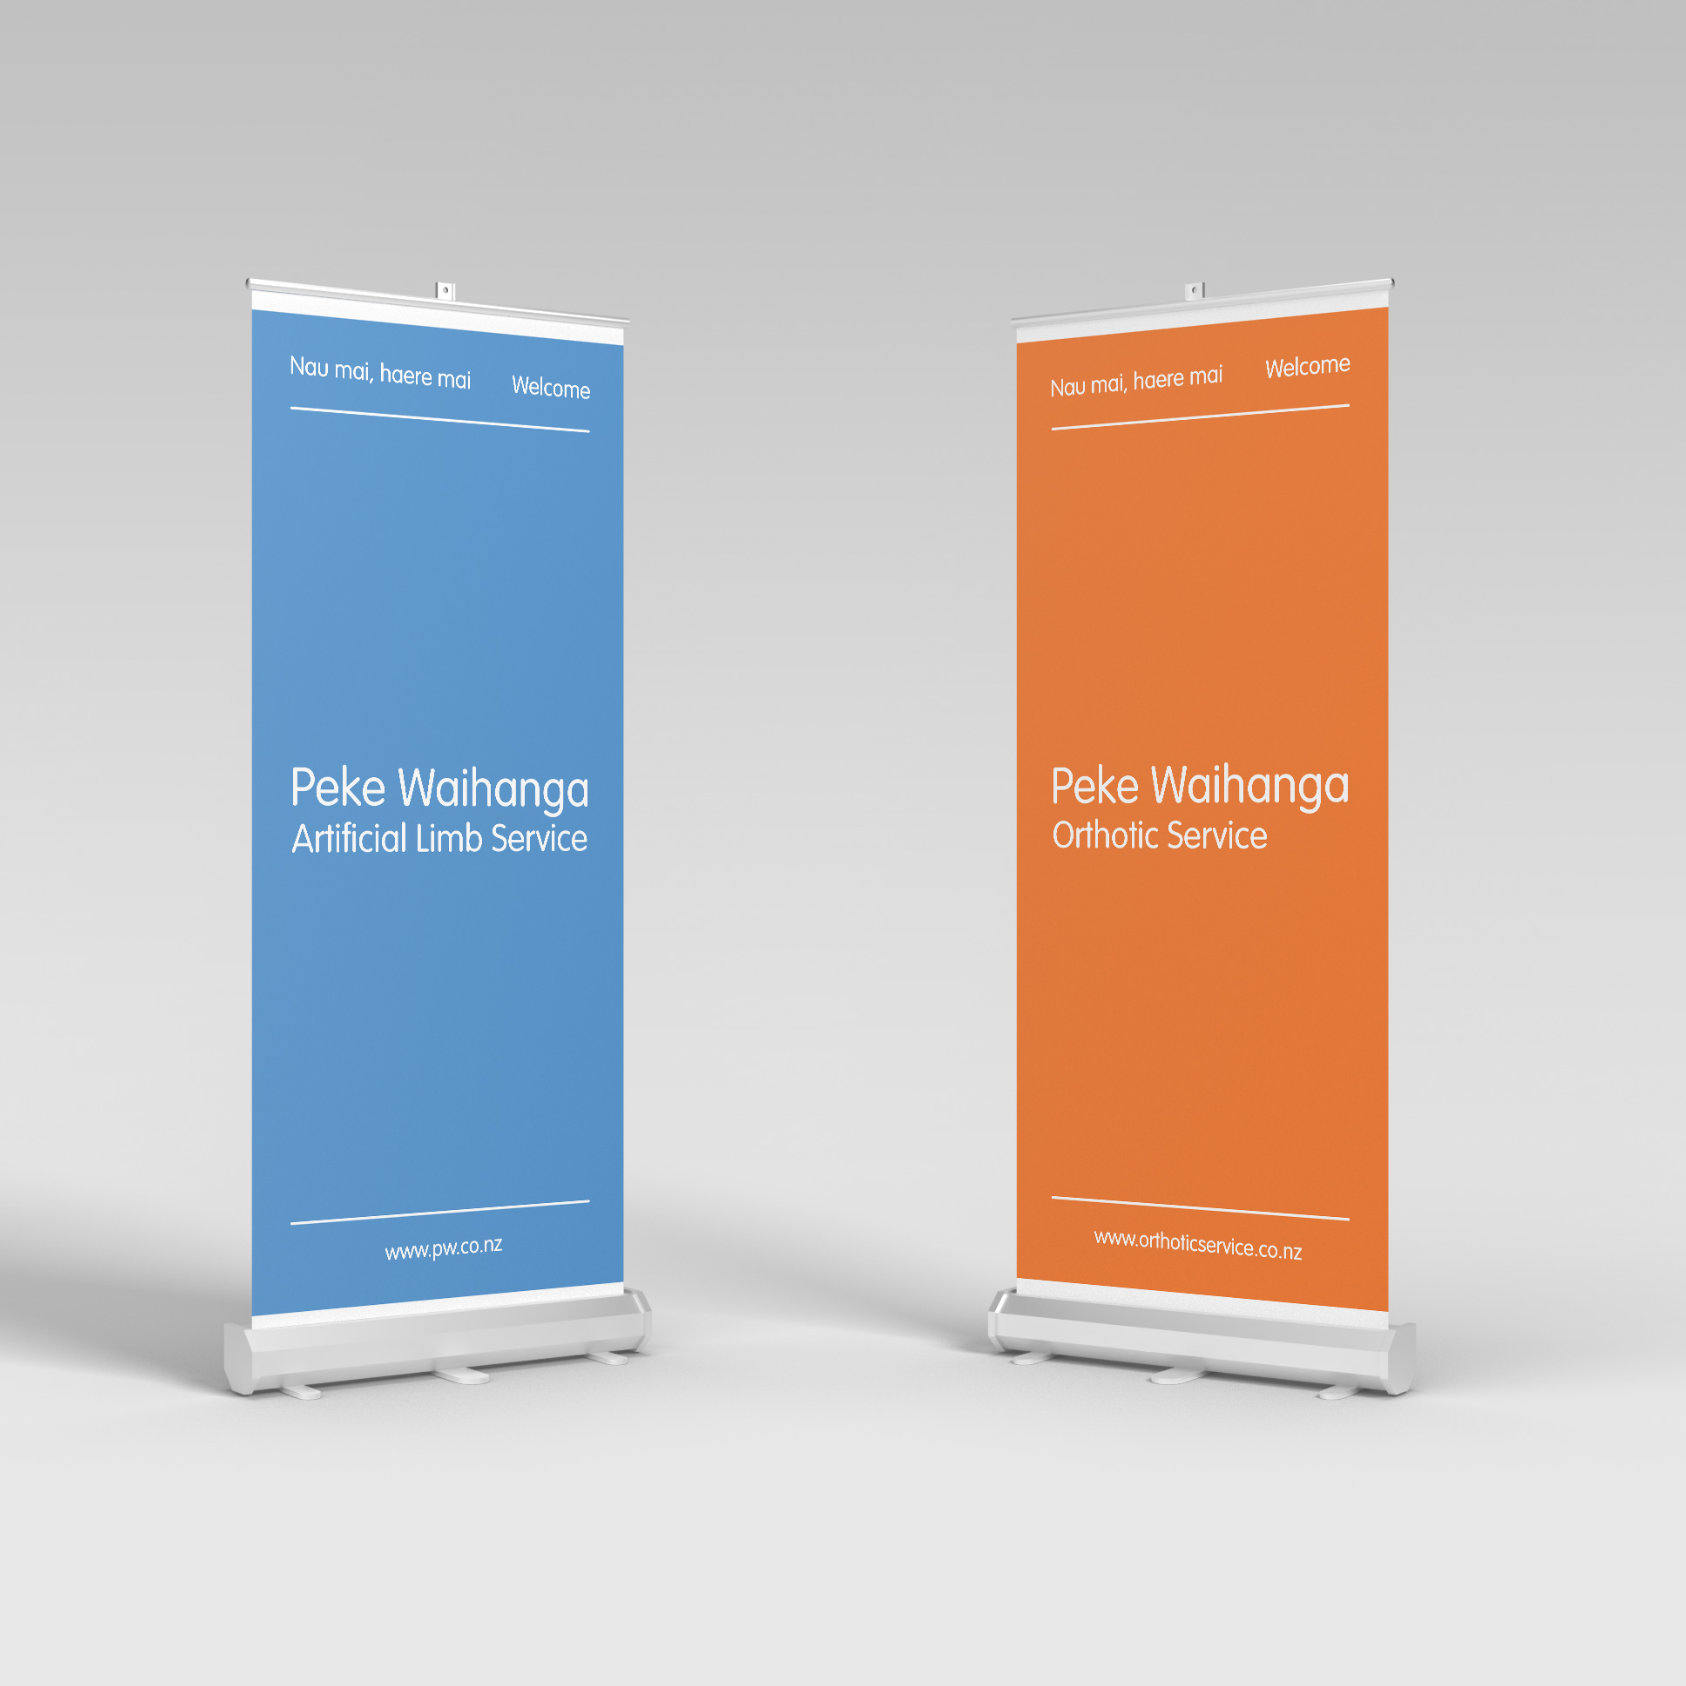 Nau mai, haere mai Welcome
Peke Waihanga
Artificial Limb Service
www.pw.co.nz
Nau mai, haere mai Welcome
Peke Waihanga
Orthotic Service
www.orthoticservice.co.nz